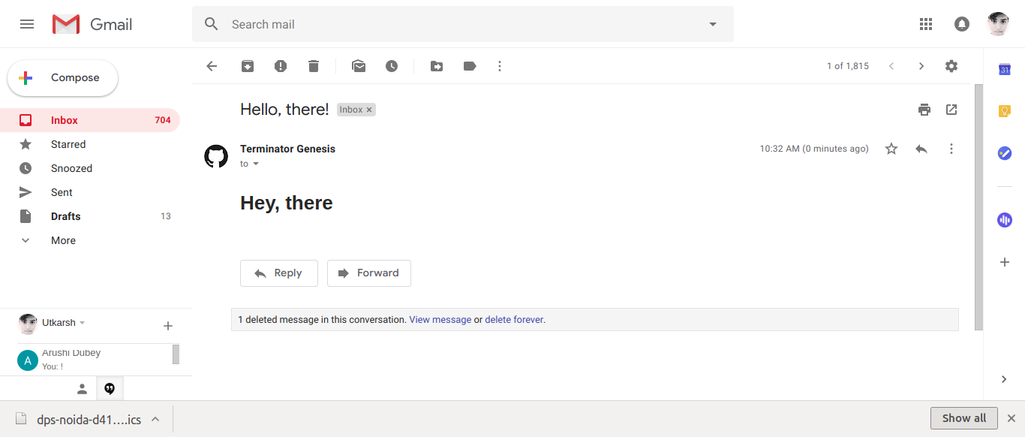 Gmail
Search mail
Compose
1 of 1,815
31
Inbox 704
Starred
Snoozed
Sent
Drafts 13
More
Hello, there! Inbox ×
Terminator Genesis
10:32 AM (0 minutes ago)
to
Hey, there
Reply
Forward
1 deleted message in this conversation. View message or delete forever.
Utkarsh
A
Arushi Dubey
You: !
dps-noida-d41....ics
Show all